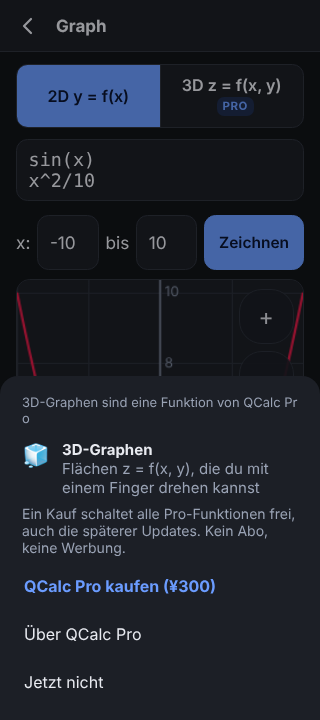 Graph
2D y = f(x)
3D z = f(x, y)
PRO
sin(x)
x^2/10
x: -10 bis 10 Zeichnen
10
+
8
3D-Graphen sind eine Funktion von QCalc Pr
o
3D-Graphen
Flächen z = f(x, y), die du mit
einem Finger drehen kannst
Ein Kauf schaltet alle Pro-Funktionen frei,
auch die späterer Updates. Kein Abo,
keine Werbung.
QCalc Pro kaufen (¥300)
Über QCalc Pro
Jetzt nicht